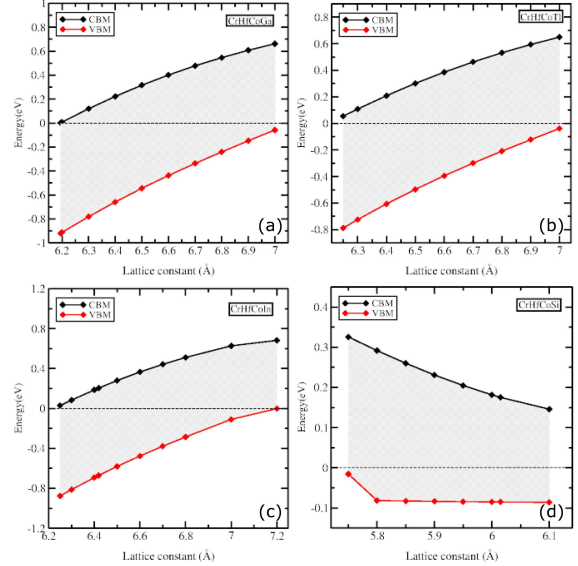 CrHfCoGa
CBM
VBM
Energy(eV)
1
0.8
0.6
0.4
0.2
0
-0.2
-0.4
-0.6
-0.8
-1
6.2 6.3 6.4 6.5 6.6 6.7 6.8 6.9 7
Lattice constant (Å)
(a)
CrHfCoTl
CBM
VBM
Energy(eV)
0.8
0.6
0.4
0.2
0
-0.2
-0.4
-0.6
-0.8
6.3 6.4 6.5 6.6 6.7 6.8 6.9 7
Lattice constant (Å)
(b)
CrHfCoIn
CBM
VBM
Energy(eV)
1.2
0.8
0.4
0
-0.4
-0.8
-1.2
6.4 6.6 6.8 7 7.2
Lattice constant (Å)
(c)
CrHfCoSi
CBM
VBM
Energy(eV)
0.4
0.3
0.2
0.1
0
-0.1
5.8 5.9 6 6.1
Lattice constant (Å)
(d)